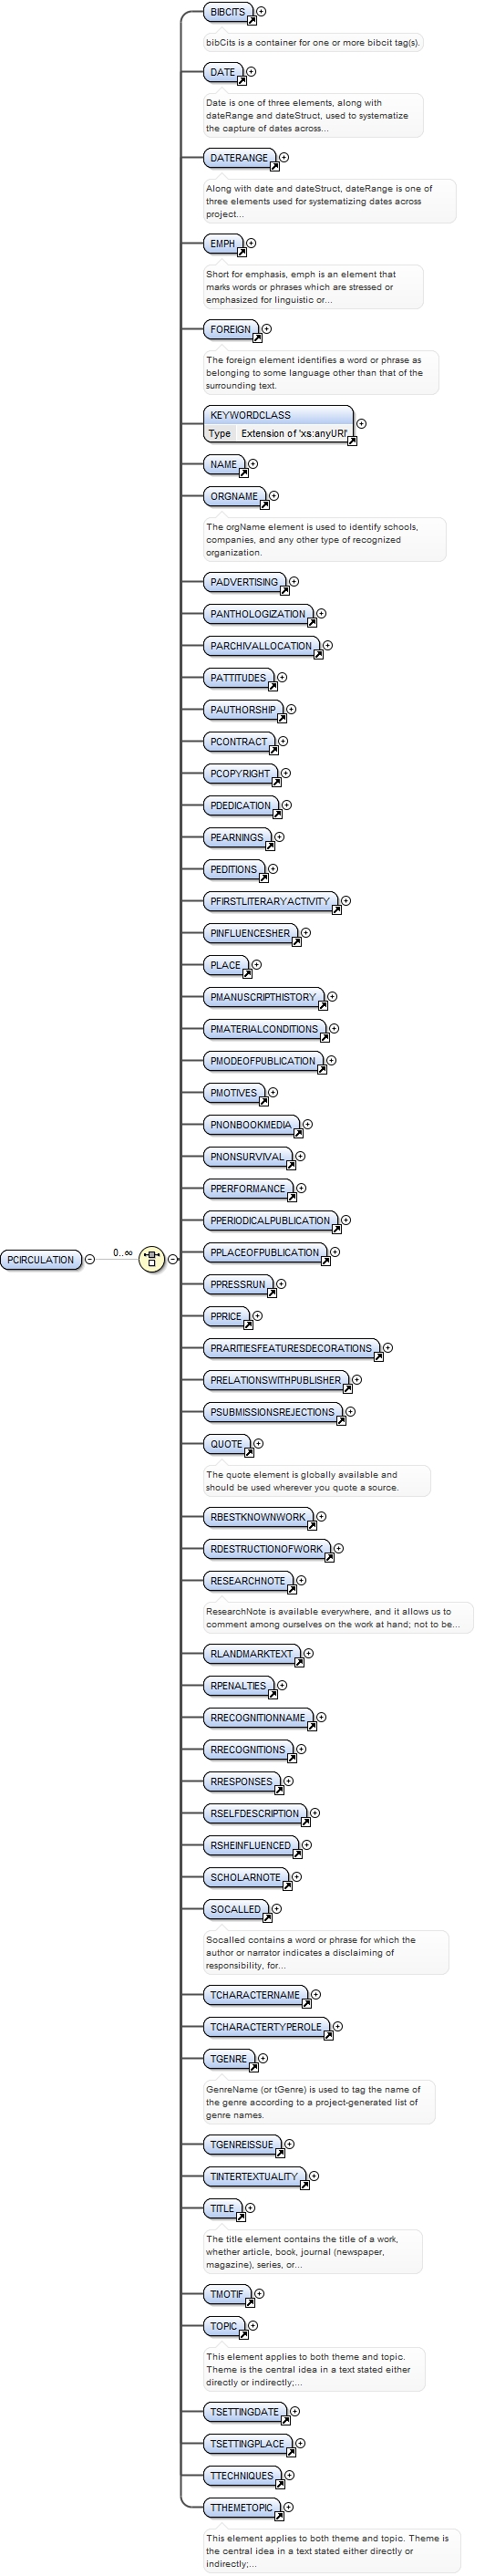 BIBCITS
bibCits is a container for one or more bibcit tag(s).
DATE
Date is one of three elements, along with
dateRange and dateStruct, used to systematize
the capture of dates across...
DATERANGE
Along with date and dateStruct, dateRange is one of
three elements used for systematizing dates across
project...
EMPH
Short for emphasis, emph is an element that
marks words or phrases which are stressed or
emphasized for linguistic or...
FOREIGN
The foreign element identifies a word or phrase as
belonging to some language other than that of the
surrounding text.
KEYWORDCLASS
Type Extension of 'xs:anyURI'
NAME
ORGNAME
The orgName element is used to identify schools,
companies, and any other type of recognized
organization.
PADVERTISING
PANTHOLOGIZATION
PARCHIVALLOCATION
PATTITUDES
PAUTHORSHIP
PCONTRACT
PCOPYRIGHT
PDEDICATION
PEARNINGS
PEDITIONS
PFIRSTLITERARYACTIVITY
PINFLUENCESHER
PLACE
PMANUSCRIPTHISTORY
PMATERIALCONDITIONS
PMODEOFPUBLICATION
PMOTIVES
PNONBOOKMEDIA
PNONSURVIVAL
PPERFORMANCE
PPERIODICALPUBLICATION
PCIRCULATION 0..∞
PPLACEOFPUBLICATION
PPRESSRUN
PPRICE
PRARITIESFEATURESDECORATIONS
PRELATIONSWITHPUBLISHER
PSUBMISSIONSREJECTIONS
QUOTE
The quote element is globally available and
should be used wherever you quote a source.
RBESTKNOWNWORK
RDESTRUCTIONOFWORK
RESEARCHNOTE
ResearchNote is available everywhere, and it allows us to
comment among ourselves on the work at hand; not to be...
RLANDMARKTEXT
RPENALTIES
RRECOGNITIONNAME
RRECOGNITIONS
RRESPONSES
RSELFDESCRIPTION
RSHEINFLUENCED
SCHOLARNOTE
SOCALLED
Socalled contains a word or phrase for which the
author or narrator indicates a disclaiming of
responsibility, for...
TCHARACTERNAME
TCHARACTERTYPEROLE
TGENRE
GenreName (or tGenre) is used to tag the name of
the genre according to a project-generated list of
genre names.
TGENREISSUE
TINTERTEXTUALITY
TITLE
The title element contains the title of a work,
whether article, book, journal (newspaper,
magazine), series, or...
TMOTIF
TOPIC
This element applies to both theme and topic.
Theme is the central idea in a text stated either
directly or indirectly;...
TSETTINGDATE
TSETTINGPLACE
TTECHNIQUES
TTHEMETOPIC
This element applies to both theme and topic. Theme is
the central idea in a text stated either directly or
indirectly;...